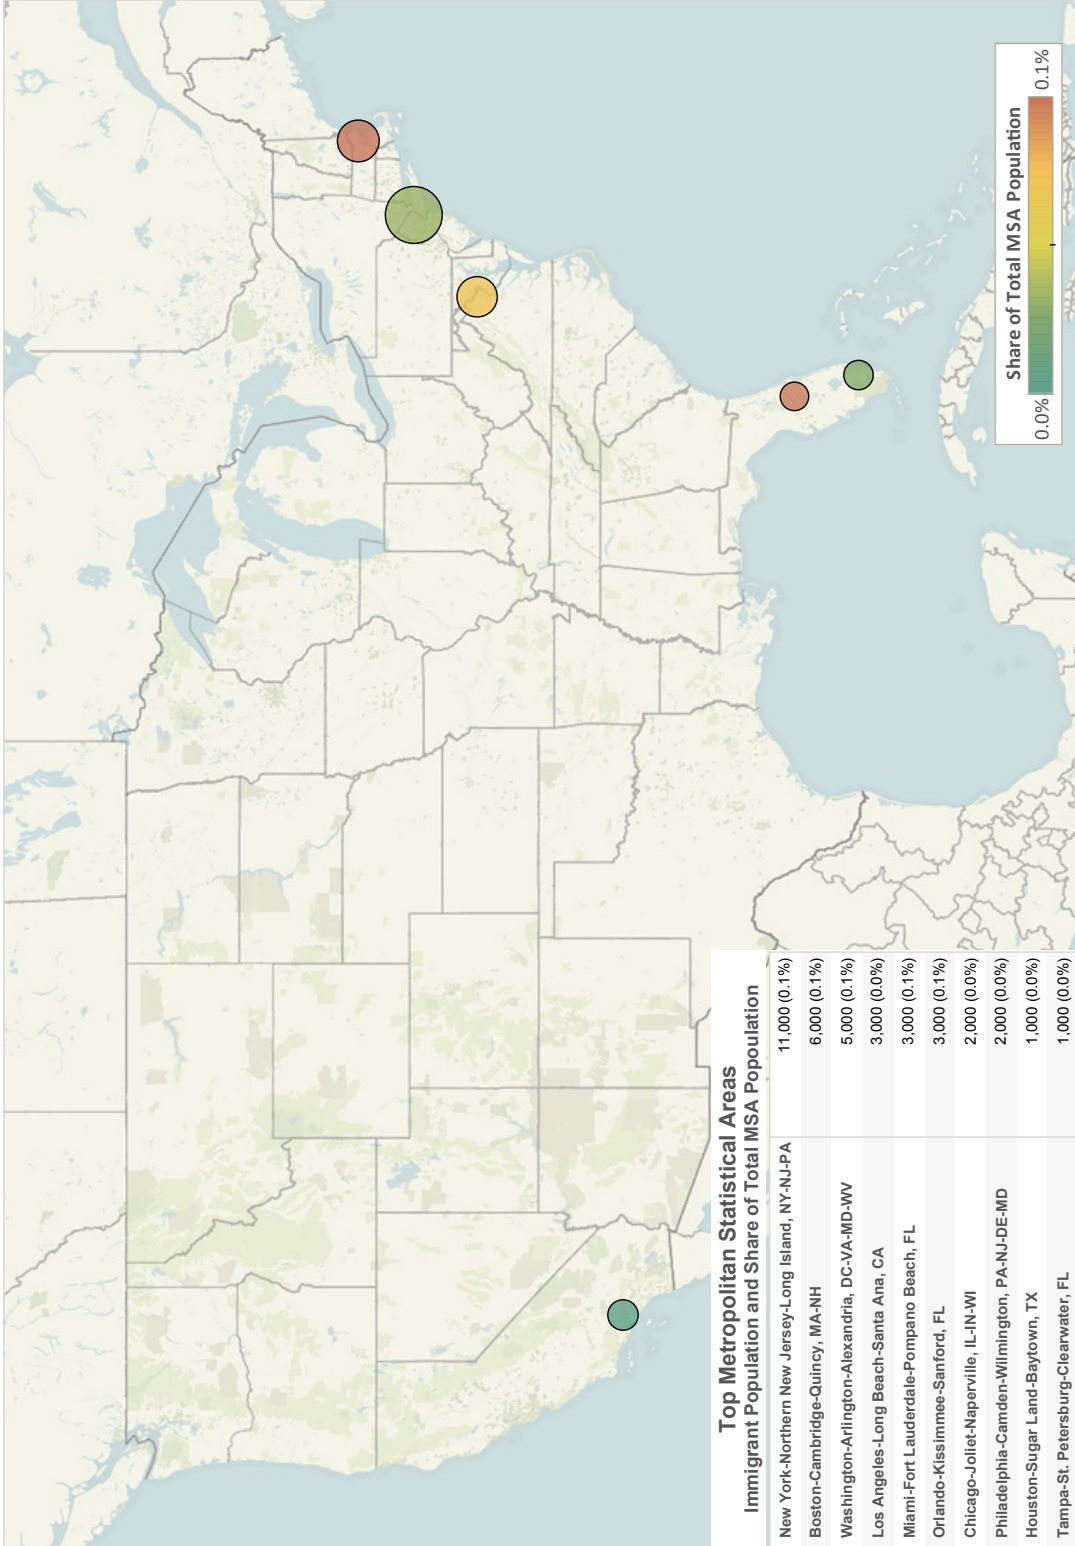 Top Metropolitan Statistical Areas
Immigrant Population and Share of Total MSA Popoulation
New York-Northern New Jersey-Long Island, NY-NJ-PA 11,000 (0.1%)
Boston-Cambridge-Quincy, MA-NH 6,000 (0.1%)
Washington-Arlington-Alexandria, DC-VA-MD-WV 5,000 (0.1%)
Los Angeles-Long Beach-Santa Ana, CA 3,000 (0.0%)
Miami-Fort Lauderdale-Pompano Beach, FL 3,000 (0.1%)
Orlando-Kissimmee-Sanford, FL 3,000 (0.1%)
Chicago-Joliet-Naperville, IL-IN-WI 2,000 (0.0%)
Philadelphia-Camden-Wilmington, PA-NJ-DE-MD 2,000 (0.0%)
Houston-Sugar Land-Baytown, TX 1,000 (0.0%)
Tampa-St. Petersburg-Clearwater, FL 1,000 (0.0%)
Share of Total MSA Population
0.0% 0.1%